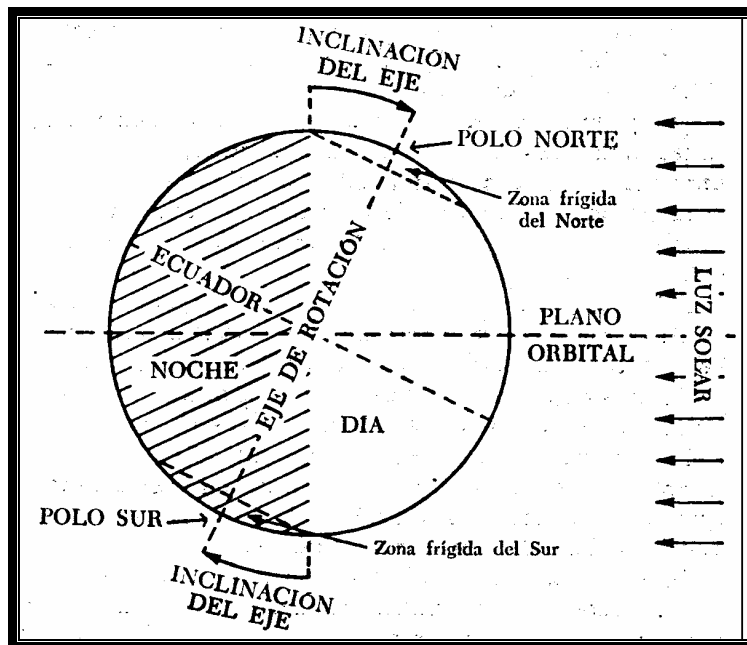 INCLINACIÓN
DEL EJE
POLO NORTE
Zona frígida
del Norte
ECUADOR
EJE DE ROTACIÓN
PLANO
ORBITAL
LUZ SOLAR
NOCHE
DÍA
POLO SUR
Zona frígida del Sur
INCLINACIÓN
DEL EJE